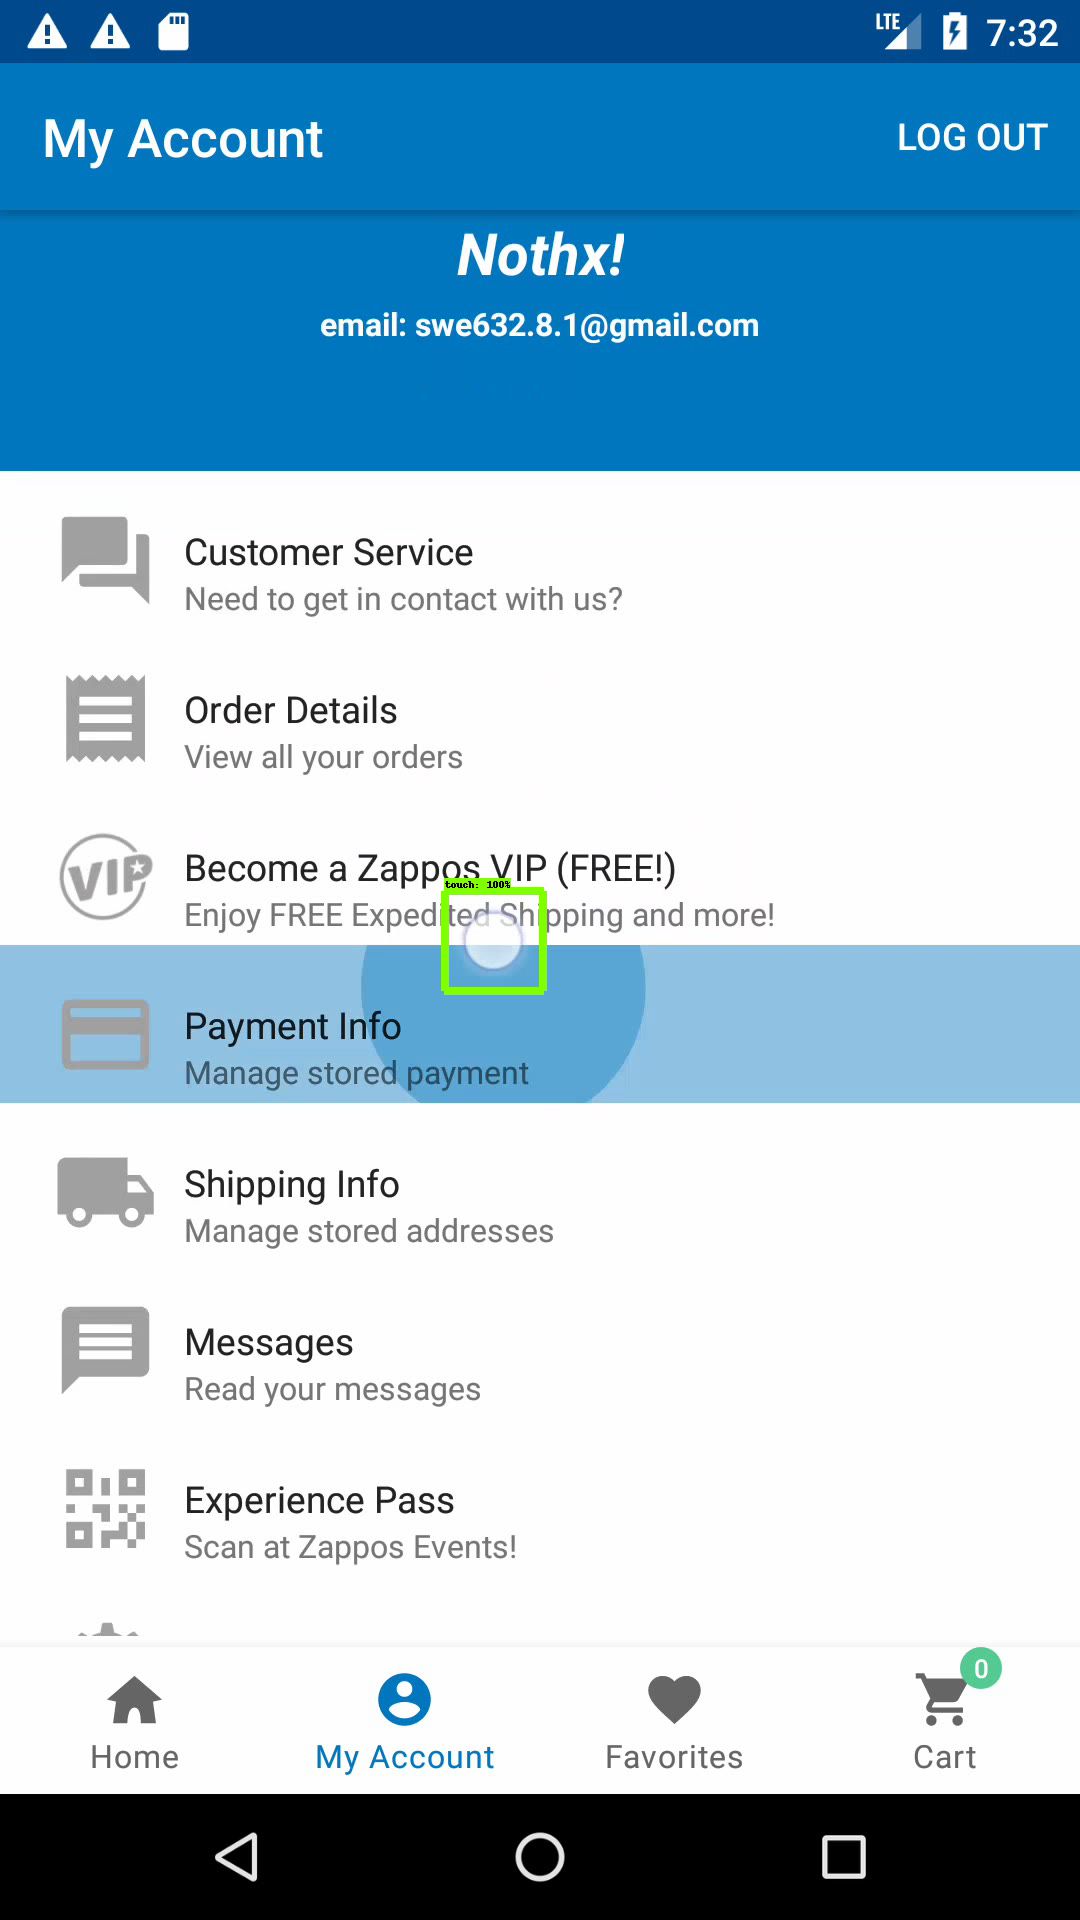 LTE 7:32
My Account LOG OUT
Nothx!
email: swe632.8.1@gmail.com
Customer Service
Need to get in contact with us?
Order Details
View all your orders
VIP
Become a Zappos VIP (FREE!)
touch: 100%
Enjoy FREE Expedited Shipping and more!
Payment Info
Manage stored payment
Shipping Info
Manage stored addresses
Messages
Read your messages
Experience Pass
Scan at Zappos Events!
0
Home My Account Favorites Cart